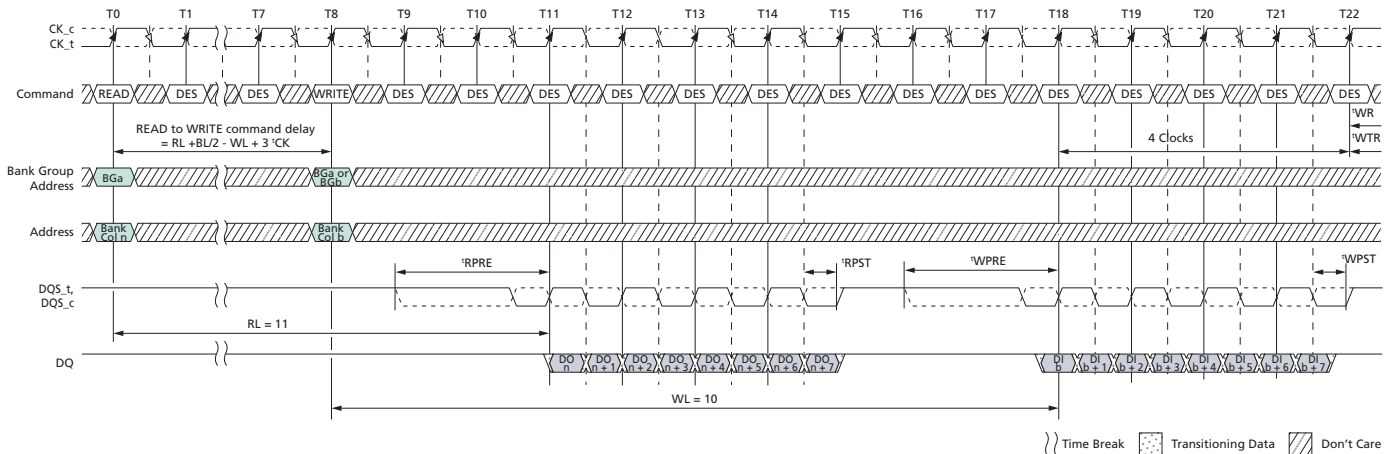 T0 T1 T7 T8 T9 T10 T11 T12 T13 T14 T15 T16 T17 T18 T19 T20 T21 T22
CK_c
CK_t
Command READ DES DES WRITE DES DES DES DES DES DES DES DES DES DES DES DES DES DES
tWR
READ to WRITE command delay
= RL +BL/2 - WL + 3 tCK
4 Clocks tWTR
Bank Group
Address
BGa
BGa or
BGb
Address
Bank
Col n
Bank
Col b
tRPRE tRPST tWPRE tWPST
DQS_t,
DQS_c
RL = 11
DQ
DO
n
DO
n + 1
DO
n + 2
DO
n + 3
DO
n + 4
DO
n + 5
DO
n + 6
DO
n + 7
DI
b
DI
b + 1
DI
b + 2
DI
b + 3
DI
b + 4
DI
b + 5
DI
b + 6
DI
b + 7
WL = 10
Time Break Transitioning Data Don't Care